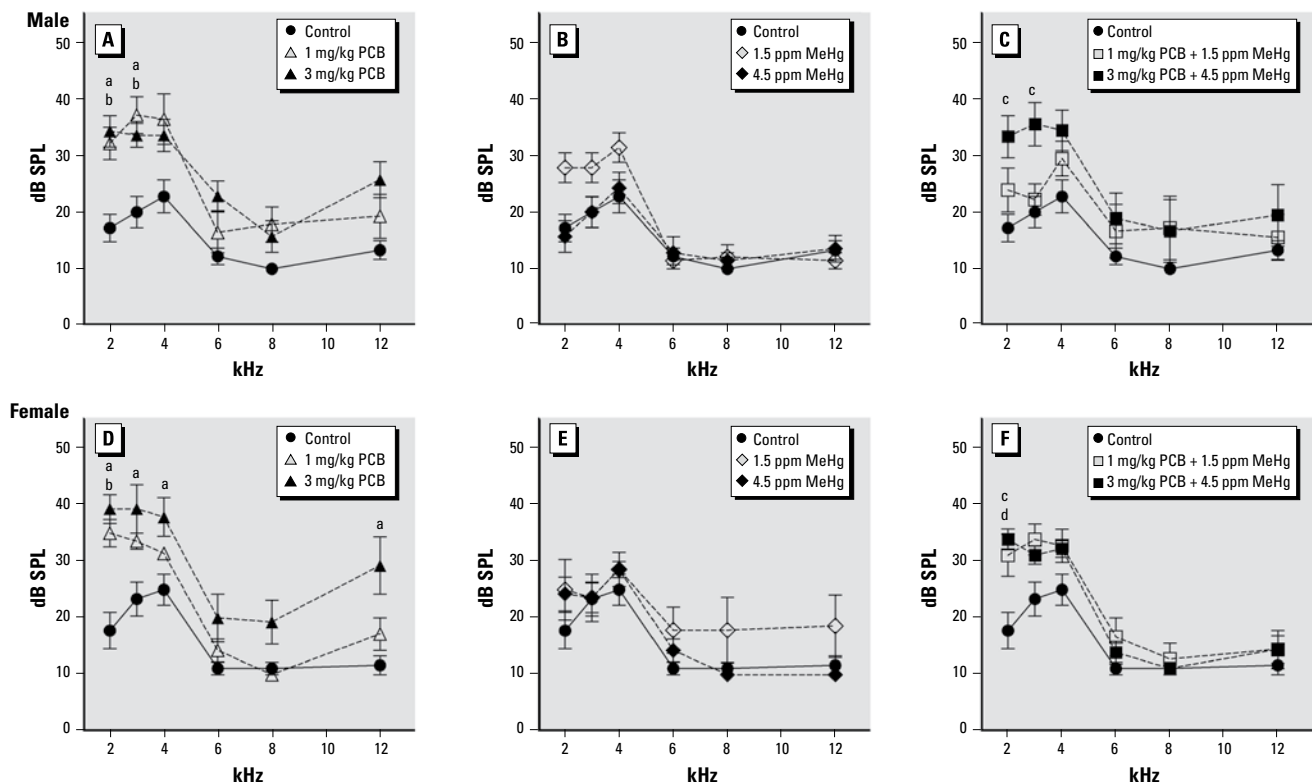 Male
A
Control
1 mg/kg PCB
3 mg/kg PCB
a
b
a
b
50
40
30
20
10
0
dB SPL
2 4 6 8 10 12
kHz
B
Control
1.5 ppm MeHg
4.5 ppm MeHg
50
40
30
20
10
0
dB SPL
2 4 6 8 10 12
kHz
C
Control
1 mg/kg PCB + 1.5 ppm MeHg
3 mg/kg PCB + 4.5 ppm MeHg
c c
50
40
30
20
10
0
dB SPL
2 4 6 8 10 12
kHz
Female
D
Control
1 mg/kg PCB
3 mg/kg PCB
a a a
b
a
50
40
30
20
10
0
dB SPL
2 4 6 8 10 12
kHz
E
Control
1.5 ppm MeHg
4.5 ppm MeHg
50
40
30
20
10
0
dB SPL
2 4 6 8 10 12
kHz
F
Control
1 mg/kg PCB + 1.5 ppm MeHg
3 mg/kg PCB + 4.5 ppm MeHg
c
d
50
40
30
20
10
0
dB SPL
2 4 6 8 10 12
kHz